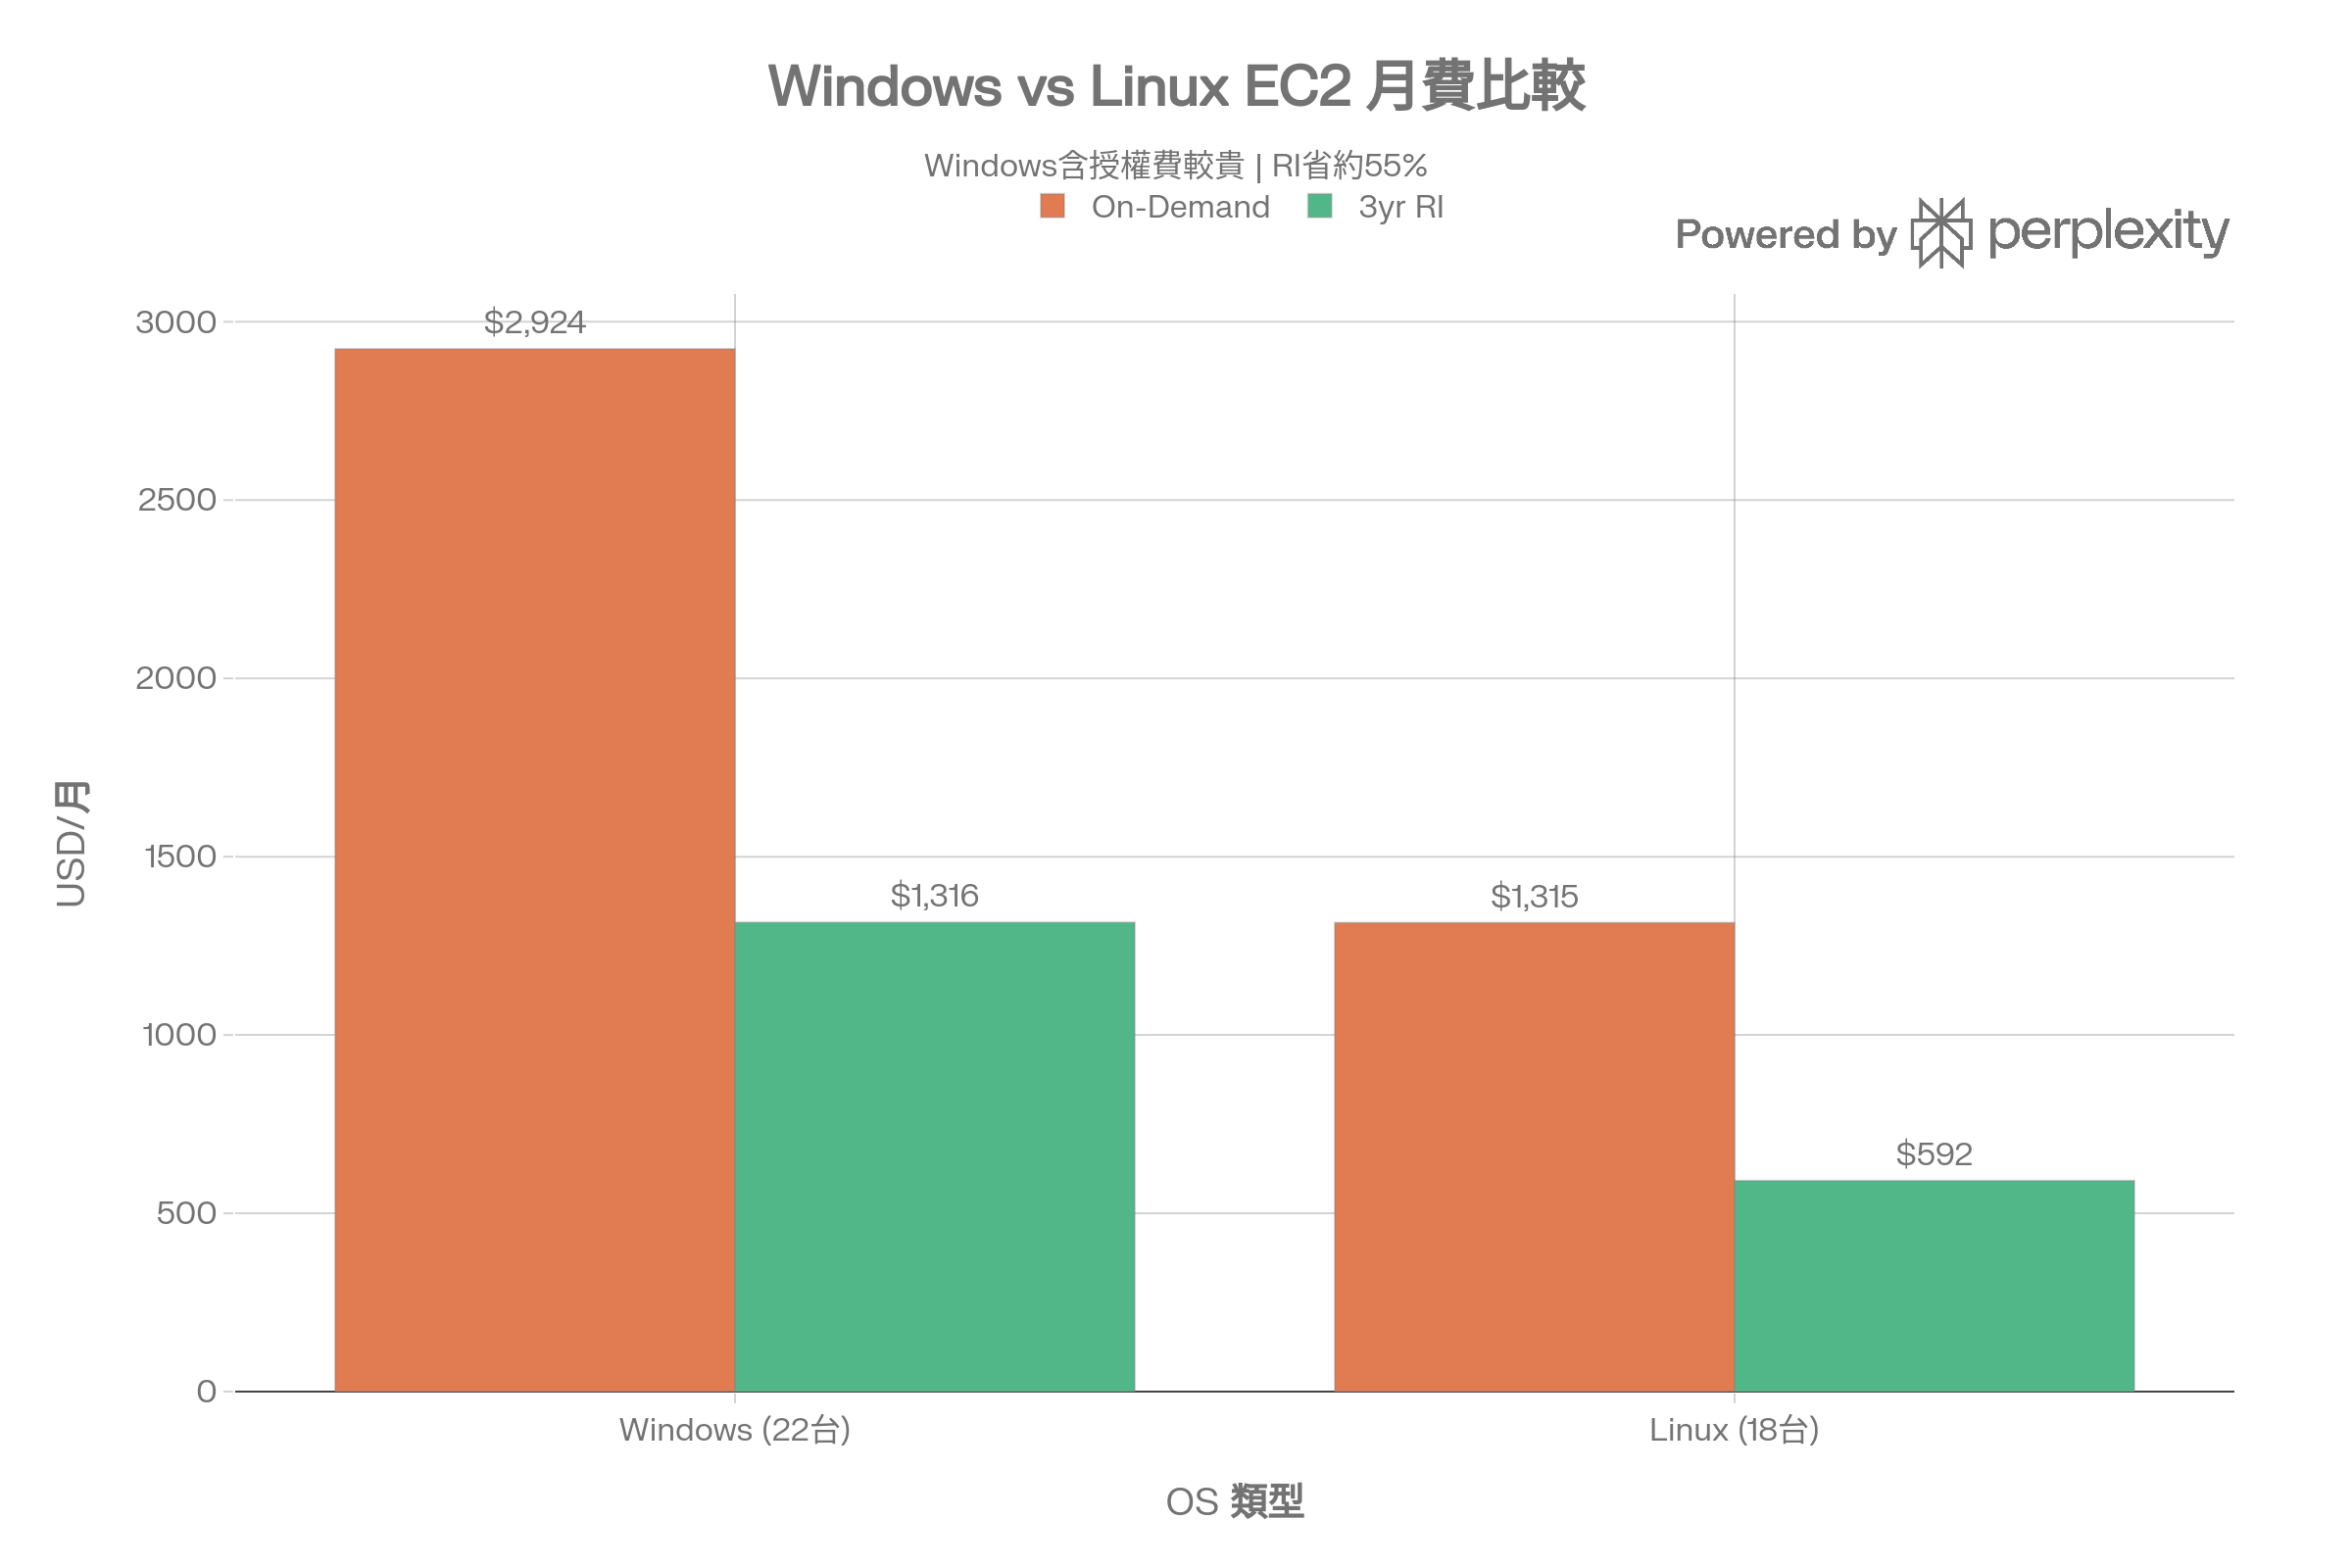 Windows vs Linux EC2 月費比較
Windows含授權費較貴 | RI省約55%
On-Demand 3yr RI
Powered by perplexity
3000
2500
2000
1500
1000
500
0
USD/月
$2,924
$1,316
$1,315
$592
Windows (22台)
Linux (18台)
OS 類型